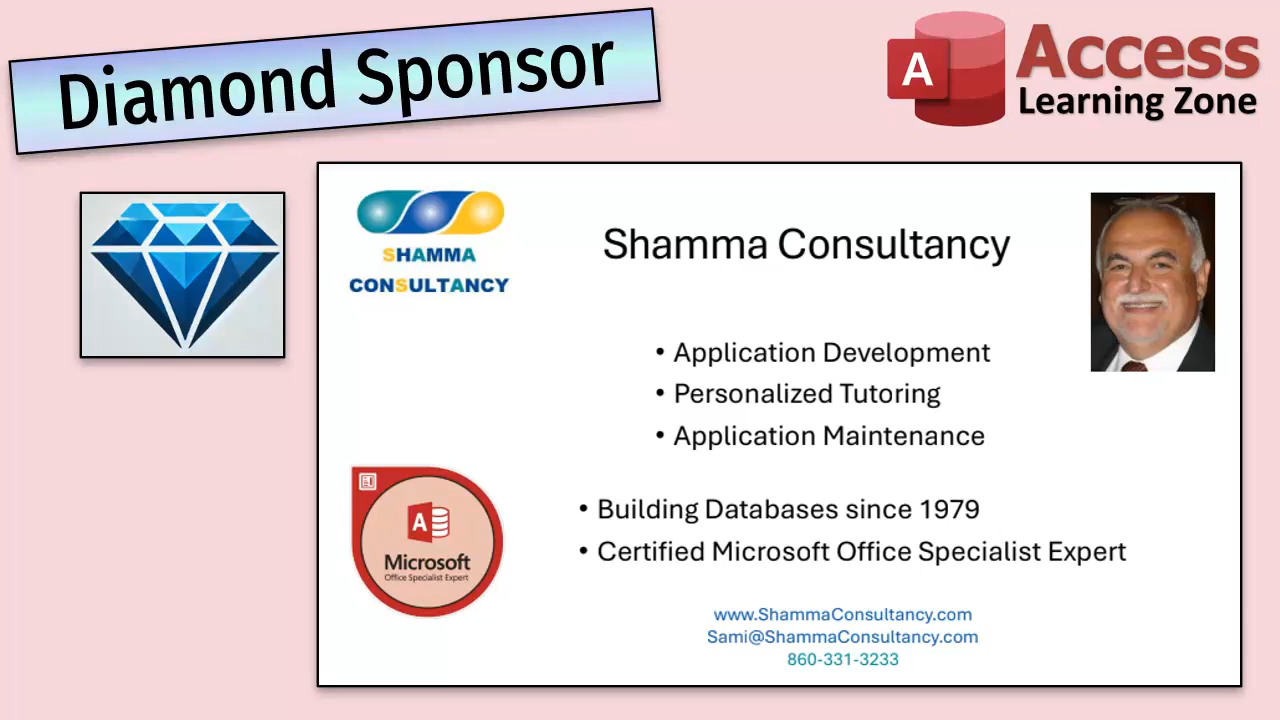 Diamond Sponsor
A
Access
Learning Zone
SHAMMA
CONSULTANCY
Shamma Consultancy
• Application Development
• Personalized Tutoring
• Application Maintenance
A
Microsoft
Office Specialist Expert
• Building Databases since 1979
• Certified Microsoft Office Specialist Expert
www.ShammaConsultancy.com
Sami@ShammaConsultancy.com
860-331-3233